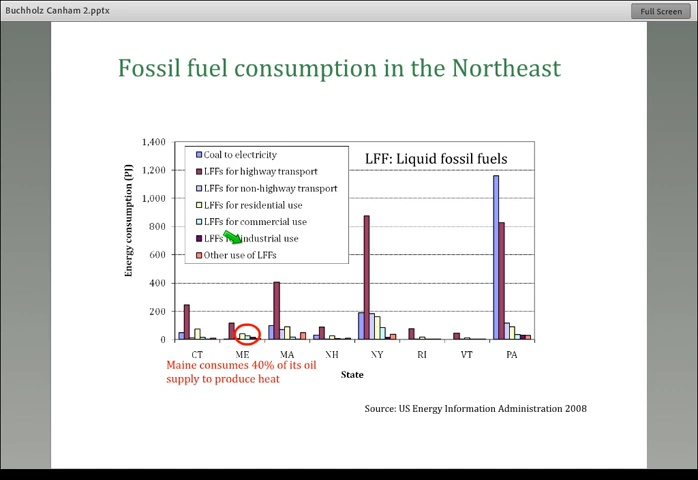 Buchholz Canham 2.pptx
Full Screen
Fossil fuel consumption in the Northeast
1,400
1,200
1,000
800
600
400
200
0
Energy consumption (PJ)
Coal to electricity
LFFs for highway transport
LFFs for non-highway transport
LFFs for residential use
LFFs for commercial use
LFFs industrial use
Other use of LFFs
LFF: Liquid fossil fuels
CT ME MA NH NY RI VT PA
Maine consumes 40% of its oil
supply to produce heat
State
Source: US Energy Information Administration 2008